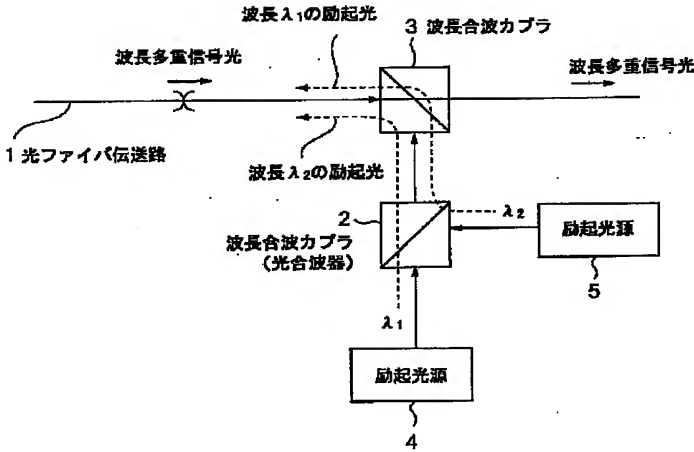 波長λ1の励起光
3 波長合波カプラ
波長多重信号光
波長多重信号光
1 光ファイバ伝送路
波長λ2の励起光
2
波長合波カプラ
(光合波器)
λ2
励起光源
5
λ1
励起光源
4